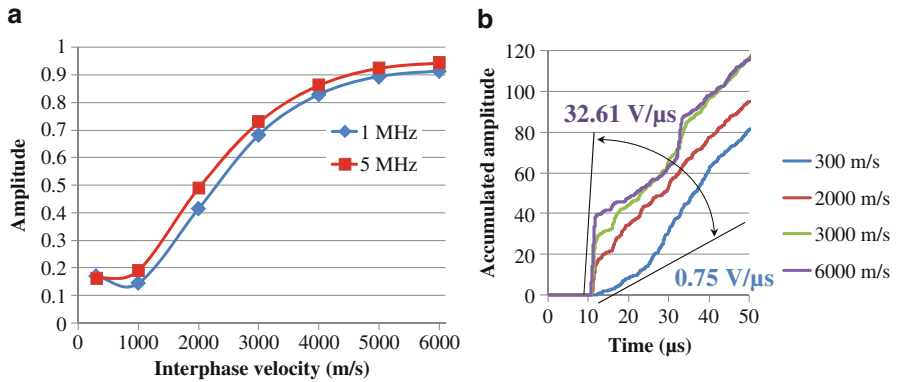 a
1
0.9
0.8
0.7
0.6
0.5
0.4
0.3
0.2
0.1
0
0 1000 2000 3000 4000 5000 6000
Amplitude
Interphase velocity (m/s)
1 MHz
5 MHz
b
120
100
80
60
40
20
0
0 10 20 30 40 50
Accumulated amplitude
Time (µs)
32.61 V/µs
0.75 V/µs
300 m/s
2000 m/s
3000 m/s
6000 m/s